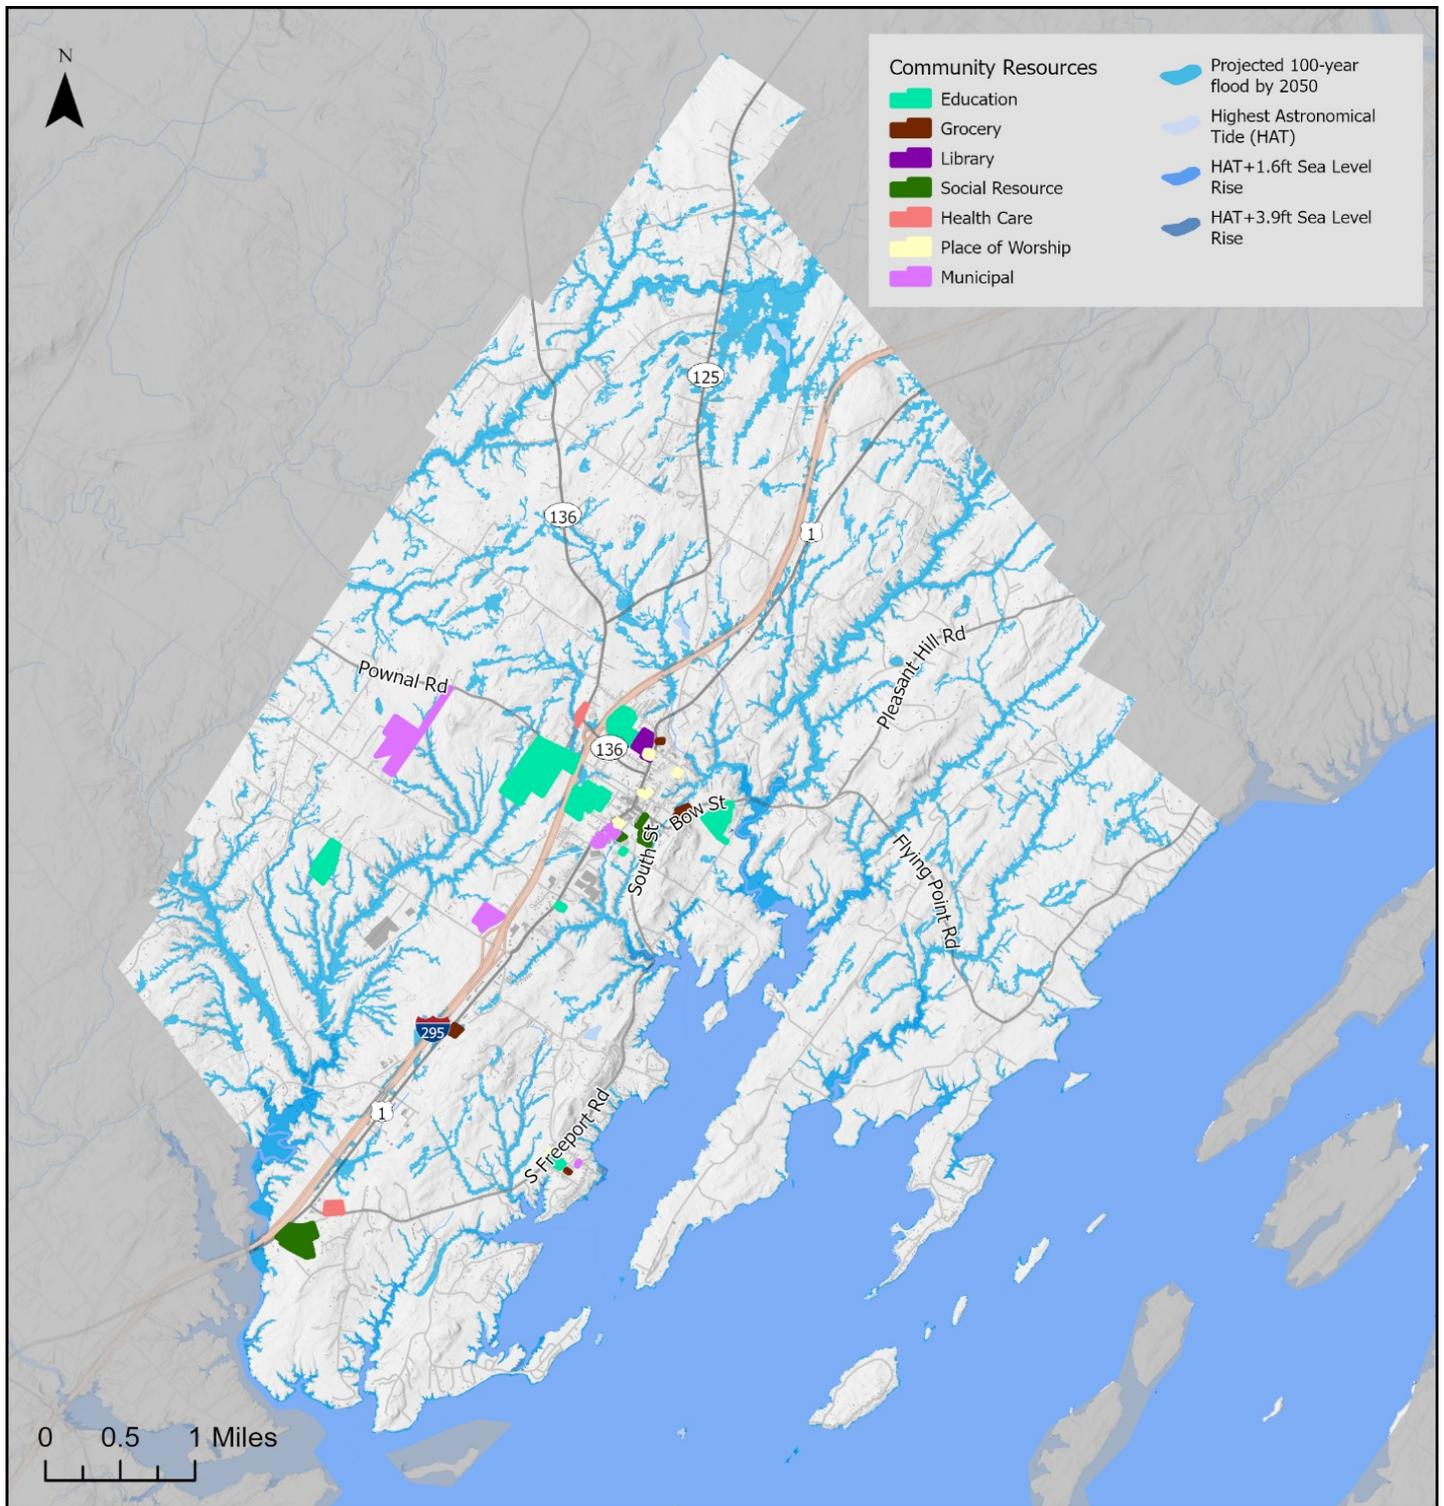 N
Community Resources
Education
Grocery
Library
Social Resource
Health Care
Place of Worship
Municipal
Projected 100-year
flood by 2050
Highest Astronomical
Tide (HAT)
HAT+1.6ft Sea Level
Rise
HAT+3.9ft Sea Level
Rise
125
136
1
Pownal Rd
Pleasant Hill Rd
136
Bow St
South St
Flying Point Rd
295
1
S Freeport Rd
0 0.5 1 Miles